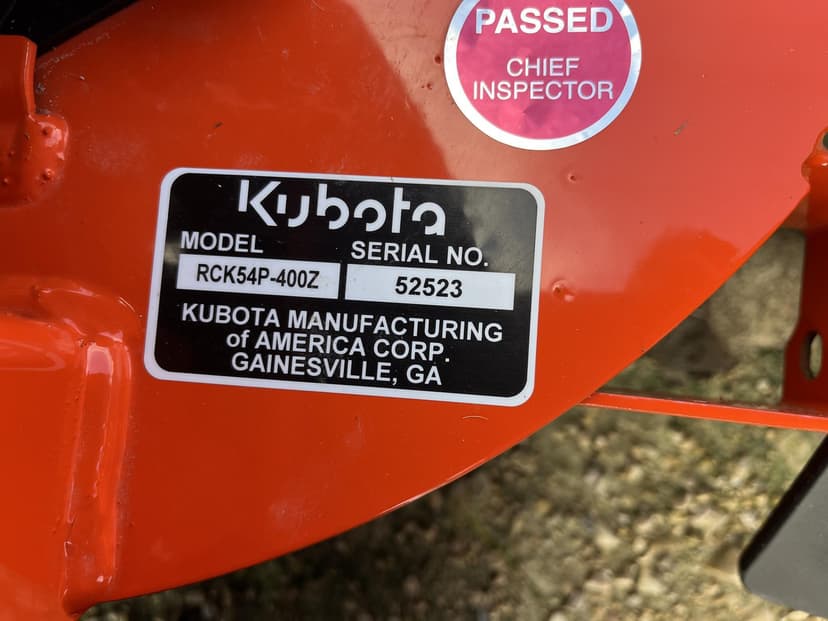 PASSED
CHIEF
INSPECTOR
Kubota
MODEL SERIAL NO.
RCK54P-400Z 52523
KUBOTA MANUFACTURING
of AMERICA CORP.
GAINESVILLE, GA